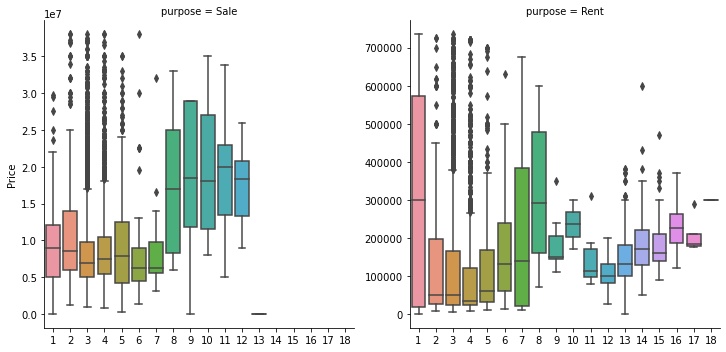 purpose = Sale
1e7
3.5
3.0
2.5
2.0
1.5
1.0
0.5
0.0
Price
1 2 3 4 5 6 7 8 9 10 11 12 13 14 15 16 17 18
purpose = Rent
700000
600000
500000
400000
300000
200000
100000
0
1 2 3 4 5 6 7 8 9 10 11 12 13 14 15 16 17 18